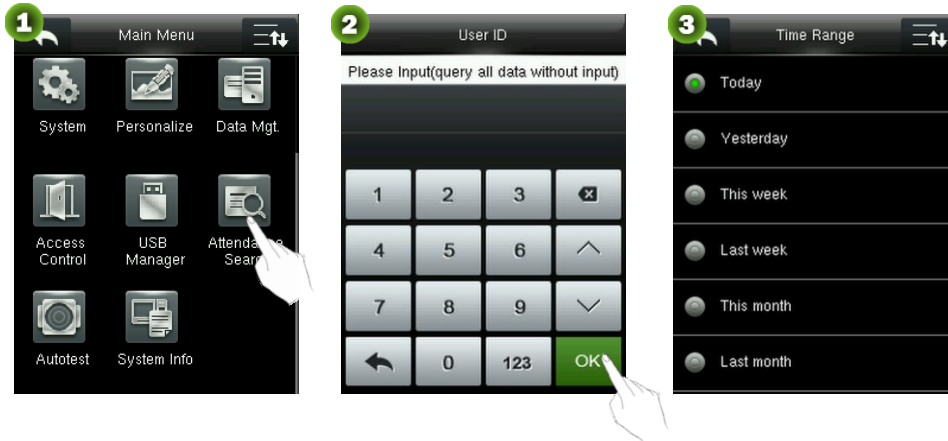 1
Main Menu
System
Personalize
Data Mgt.
Access
Control
USB
Manager
Attendance
Search
Autotest
System Info
2
User ID
Please Input(query all data without input)
1
2
3
4
5
6
7
8
9
0
123
OK
3
Time Range
Today
Yesterday
This week
Last week
This month
Last month